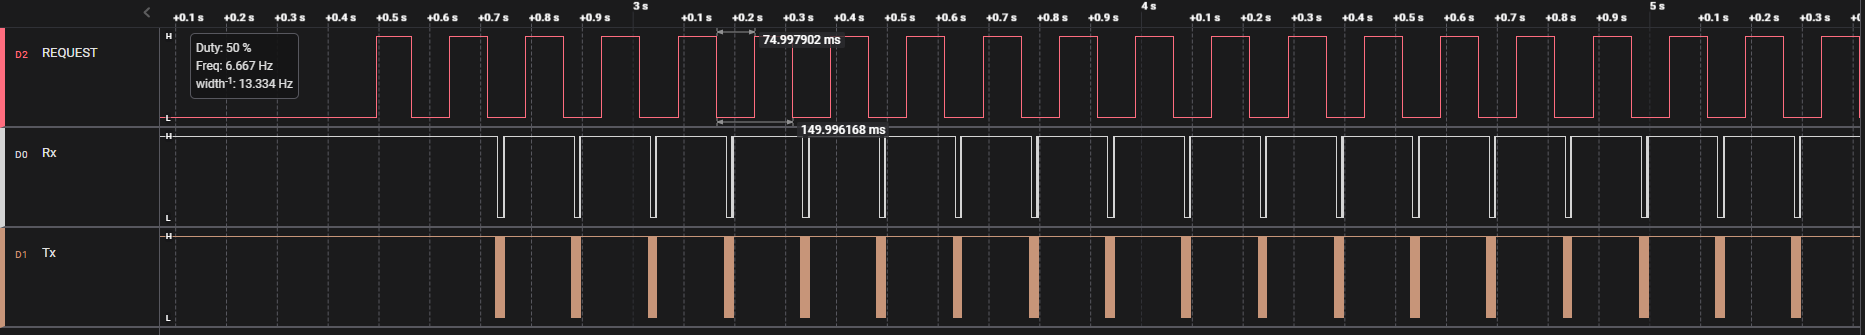 3 s 4 s 5 s
+0.1 s +0.2 s +0.3 s +0.4 s +0.5 s +0.6 s +0.7 s +0.8 s +0.9 s +0.1 s +0.2 s +0.3 s +0.4 s +0.5 s +0.6 s +0.7 s +0.8 s +0.9 s +0.1 s +0.2 s +0.3 s +0.4 s +0.5 s +0.6 s +0.7 s +0.8 s +0.9 s +0.1 s +0.2 s +0.3 s
H
Duty: 50 %
74.997902 ms
D2 REQUEST
Freq: 6.667 Hz
width-1: 13.334 Hz
L
149.996168 ms
H
D0 Rx
L
H
D1 Tx
L